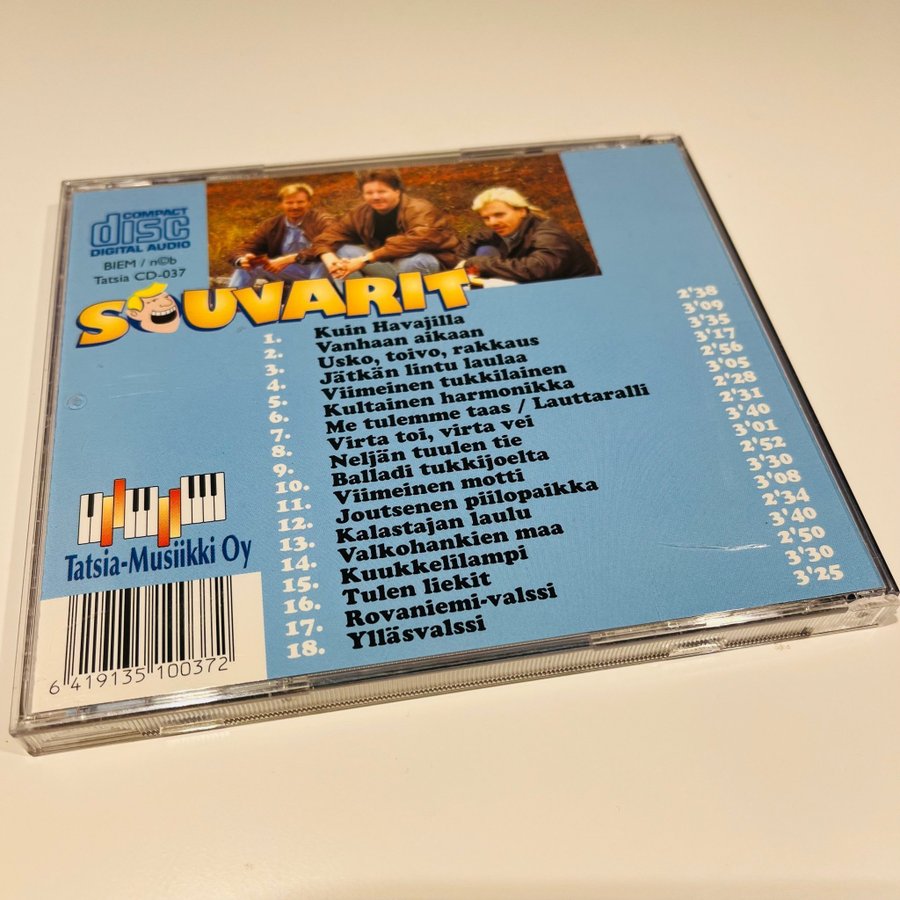 COMPACT
disc
DIGITAL AUDIO
BIEM / n©b
Tatsia CD-037
SOUVARIT
1. Kuin Havajilla 2'38
2. Vanhaan aikaan 3'09
3. Usko, toivo, rakkaus 3'35
4. Jätkän lintu laulaa 3'17
5. Viimeinen tukkilainen 2'56
6. Kultainen harmonikka 3'05
7. Me tulemme taas / Lauttaralli 2'28
8. Virta toi, virta vei 2'31
9. Neljän tuulen tie 3'40
10. Balladi tukkijoelta 3'01
11. Viimeinen motti 2'52
12. Joutsenen piilopaikka 3'30
13. Kalastajan laulu 3'08
14. Valkohankien maa 2'34
15. Kuukkelilampi 3'40
16. Tulen liekit 2'50
17. Rovaniemi-valssi 3'30
18. Ylläsvalssi 3'25
Tatsia-Musiikki Oy
6 419135 100372